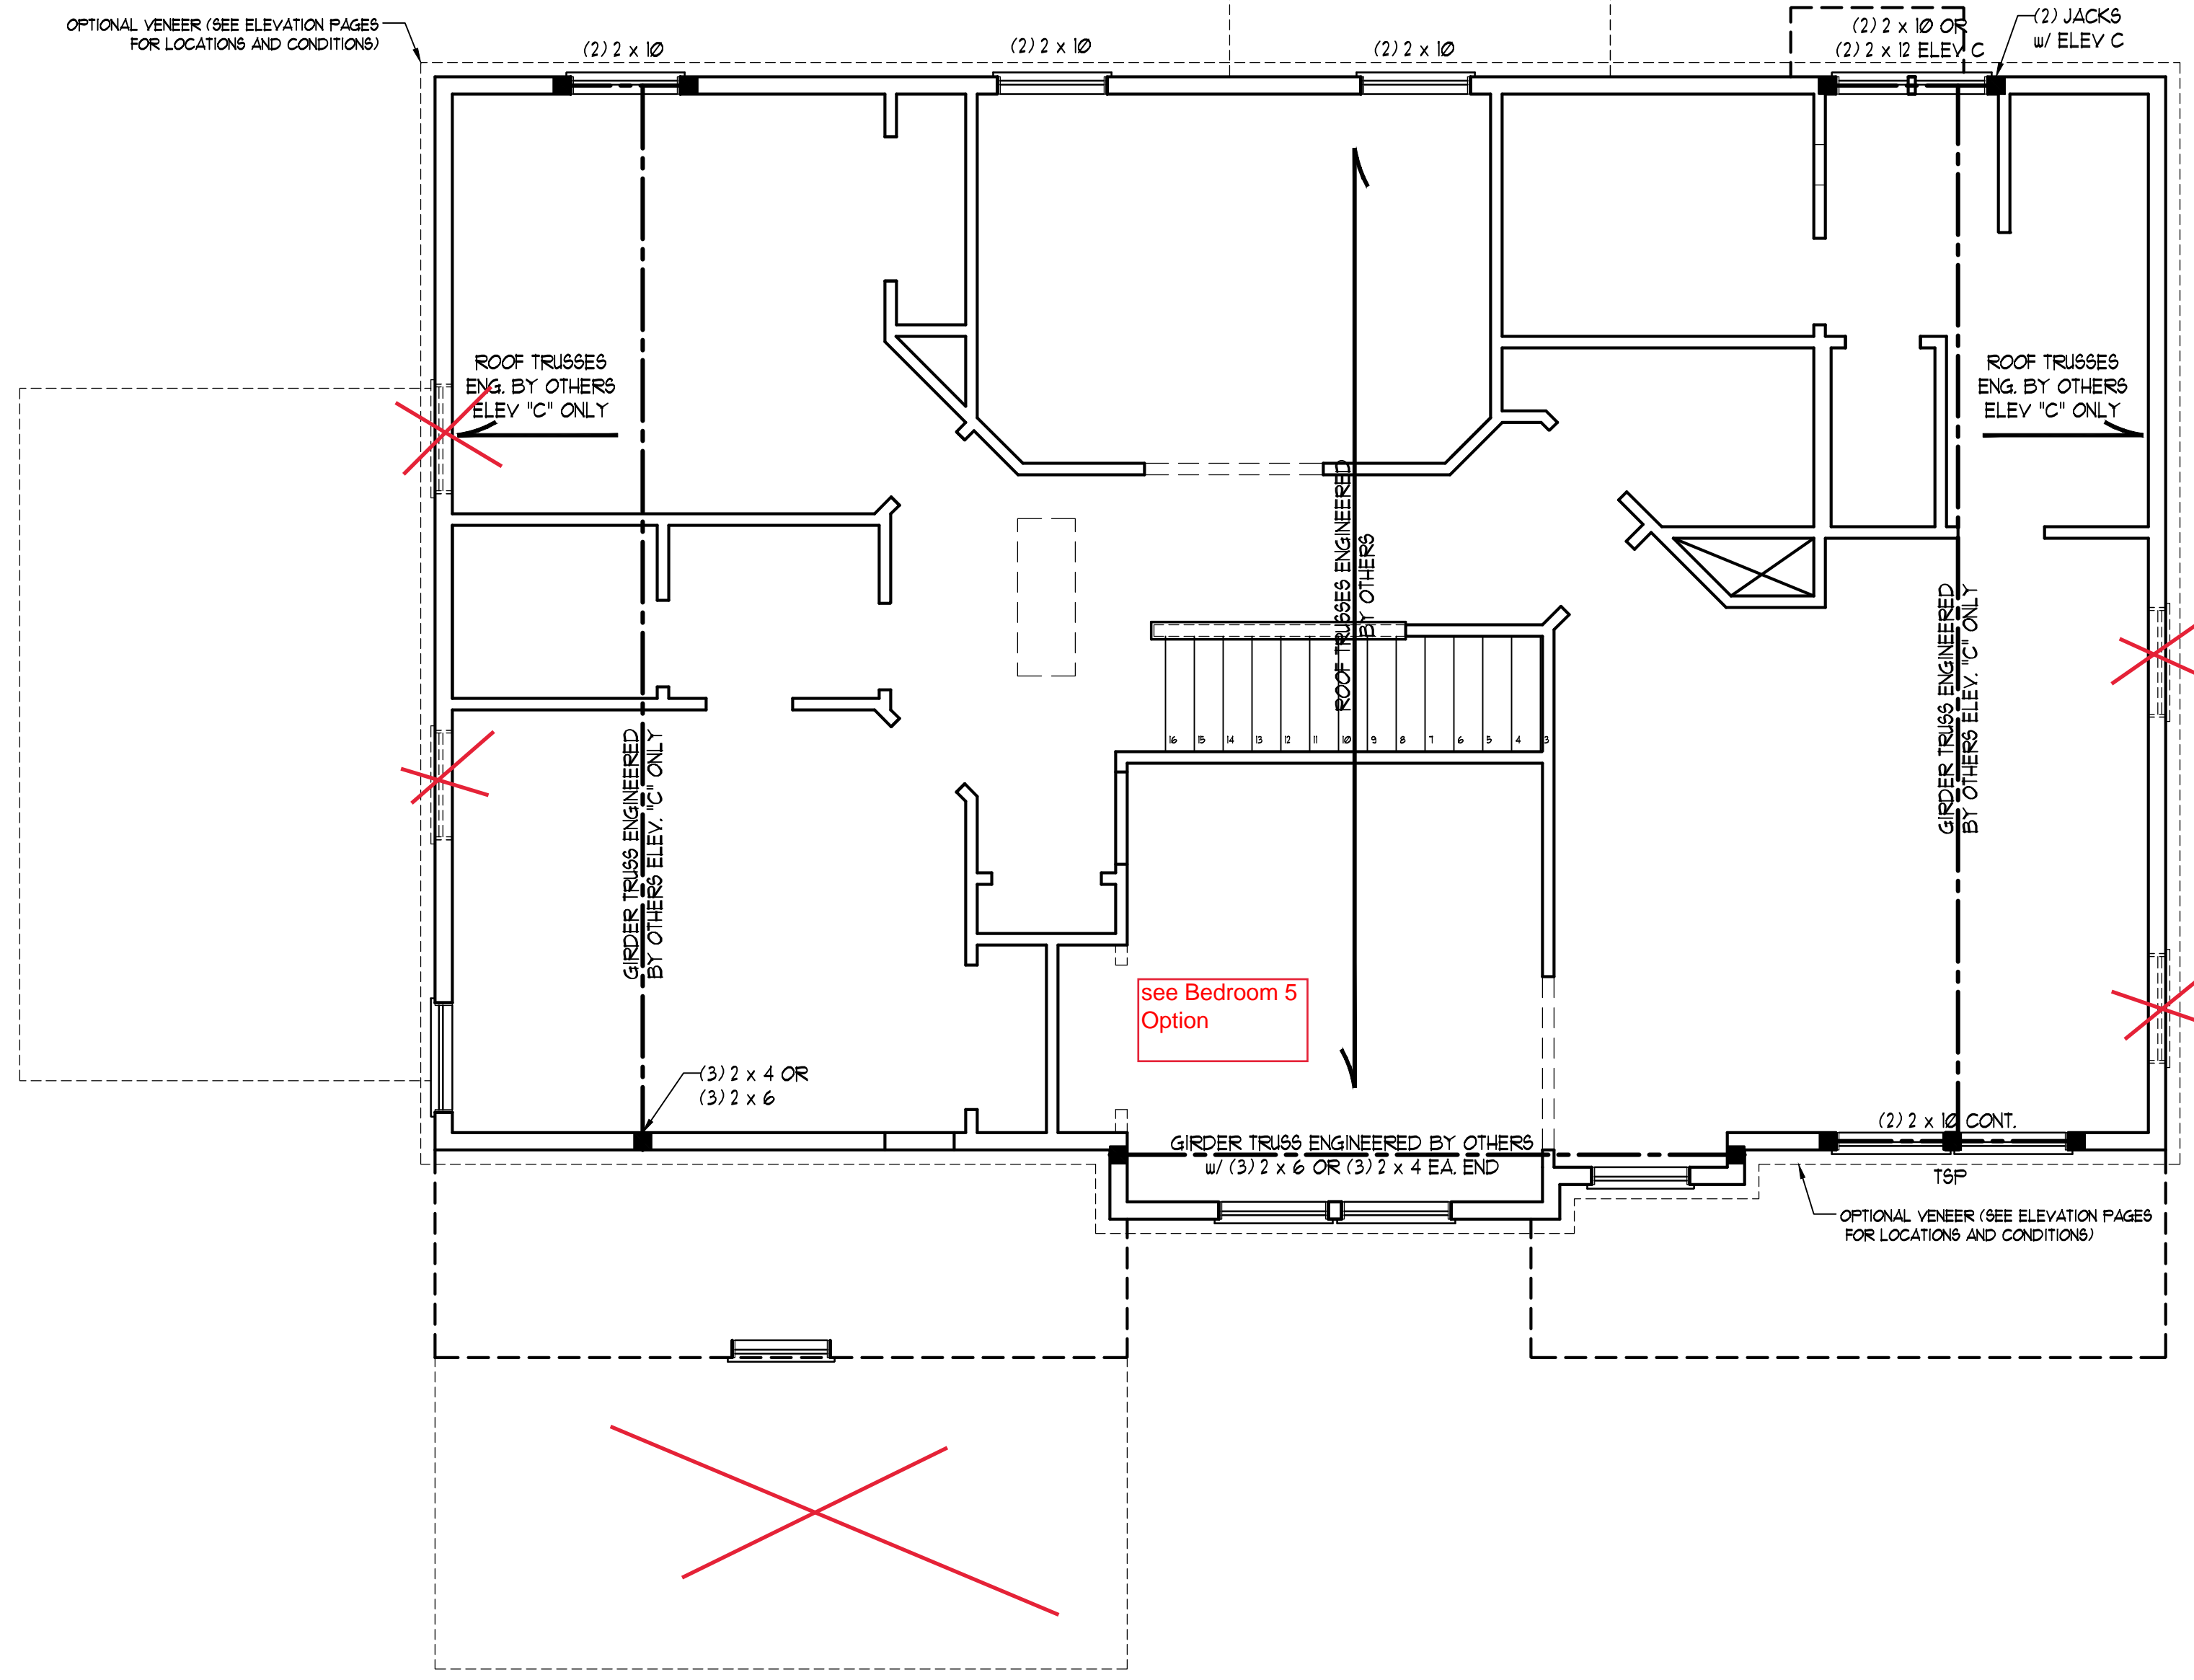 OPTIONAL VENEER (SEE ELEVATION PAGES
FOR LOCATIONS AND CONDITIONS)
(2) 2 x 10
(2) 2 x 10
(2) 2 x 10
(2) 2 x 10 OR
(2) 2 x 12 ELEV C
(2) JACKS
w/ ELEV C
ROOF TRUSSES
ENG. BY OTHERS
ELEV "C" ONLY
ROOF TRUSSES
ENG. BY OTHERS
ELEV "C" ONLY
ROOF TRUSSES ENGINEERED
BY OTHERS
GIRDER TRUSS ENGINEERED
BY OTHERS ELEV. "C" ONLY
GIRDER TRUSS ENGINEERED
BY OTHERS ELEV. "C" ONLY
16 15 14 13 12 11 10 9 8 7 6 5 4 3
see Bedroom 5
Option
(3) 2 x 4 OR
(3) 2 x 6
GIRDER TRUSS ENGINEERED BY OTHERS
w/ (3) 2 x 6 OR (3) 2 x 4 EA. END
(2) 2 x 10 CONT.
TSP
OPTIONAL VENEER (SEE ELEVATION PAGES
FOR LOCATIONS AND CONDITIONS)